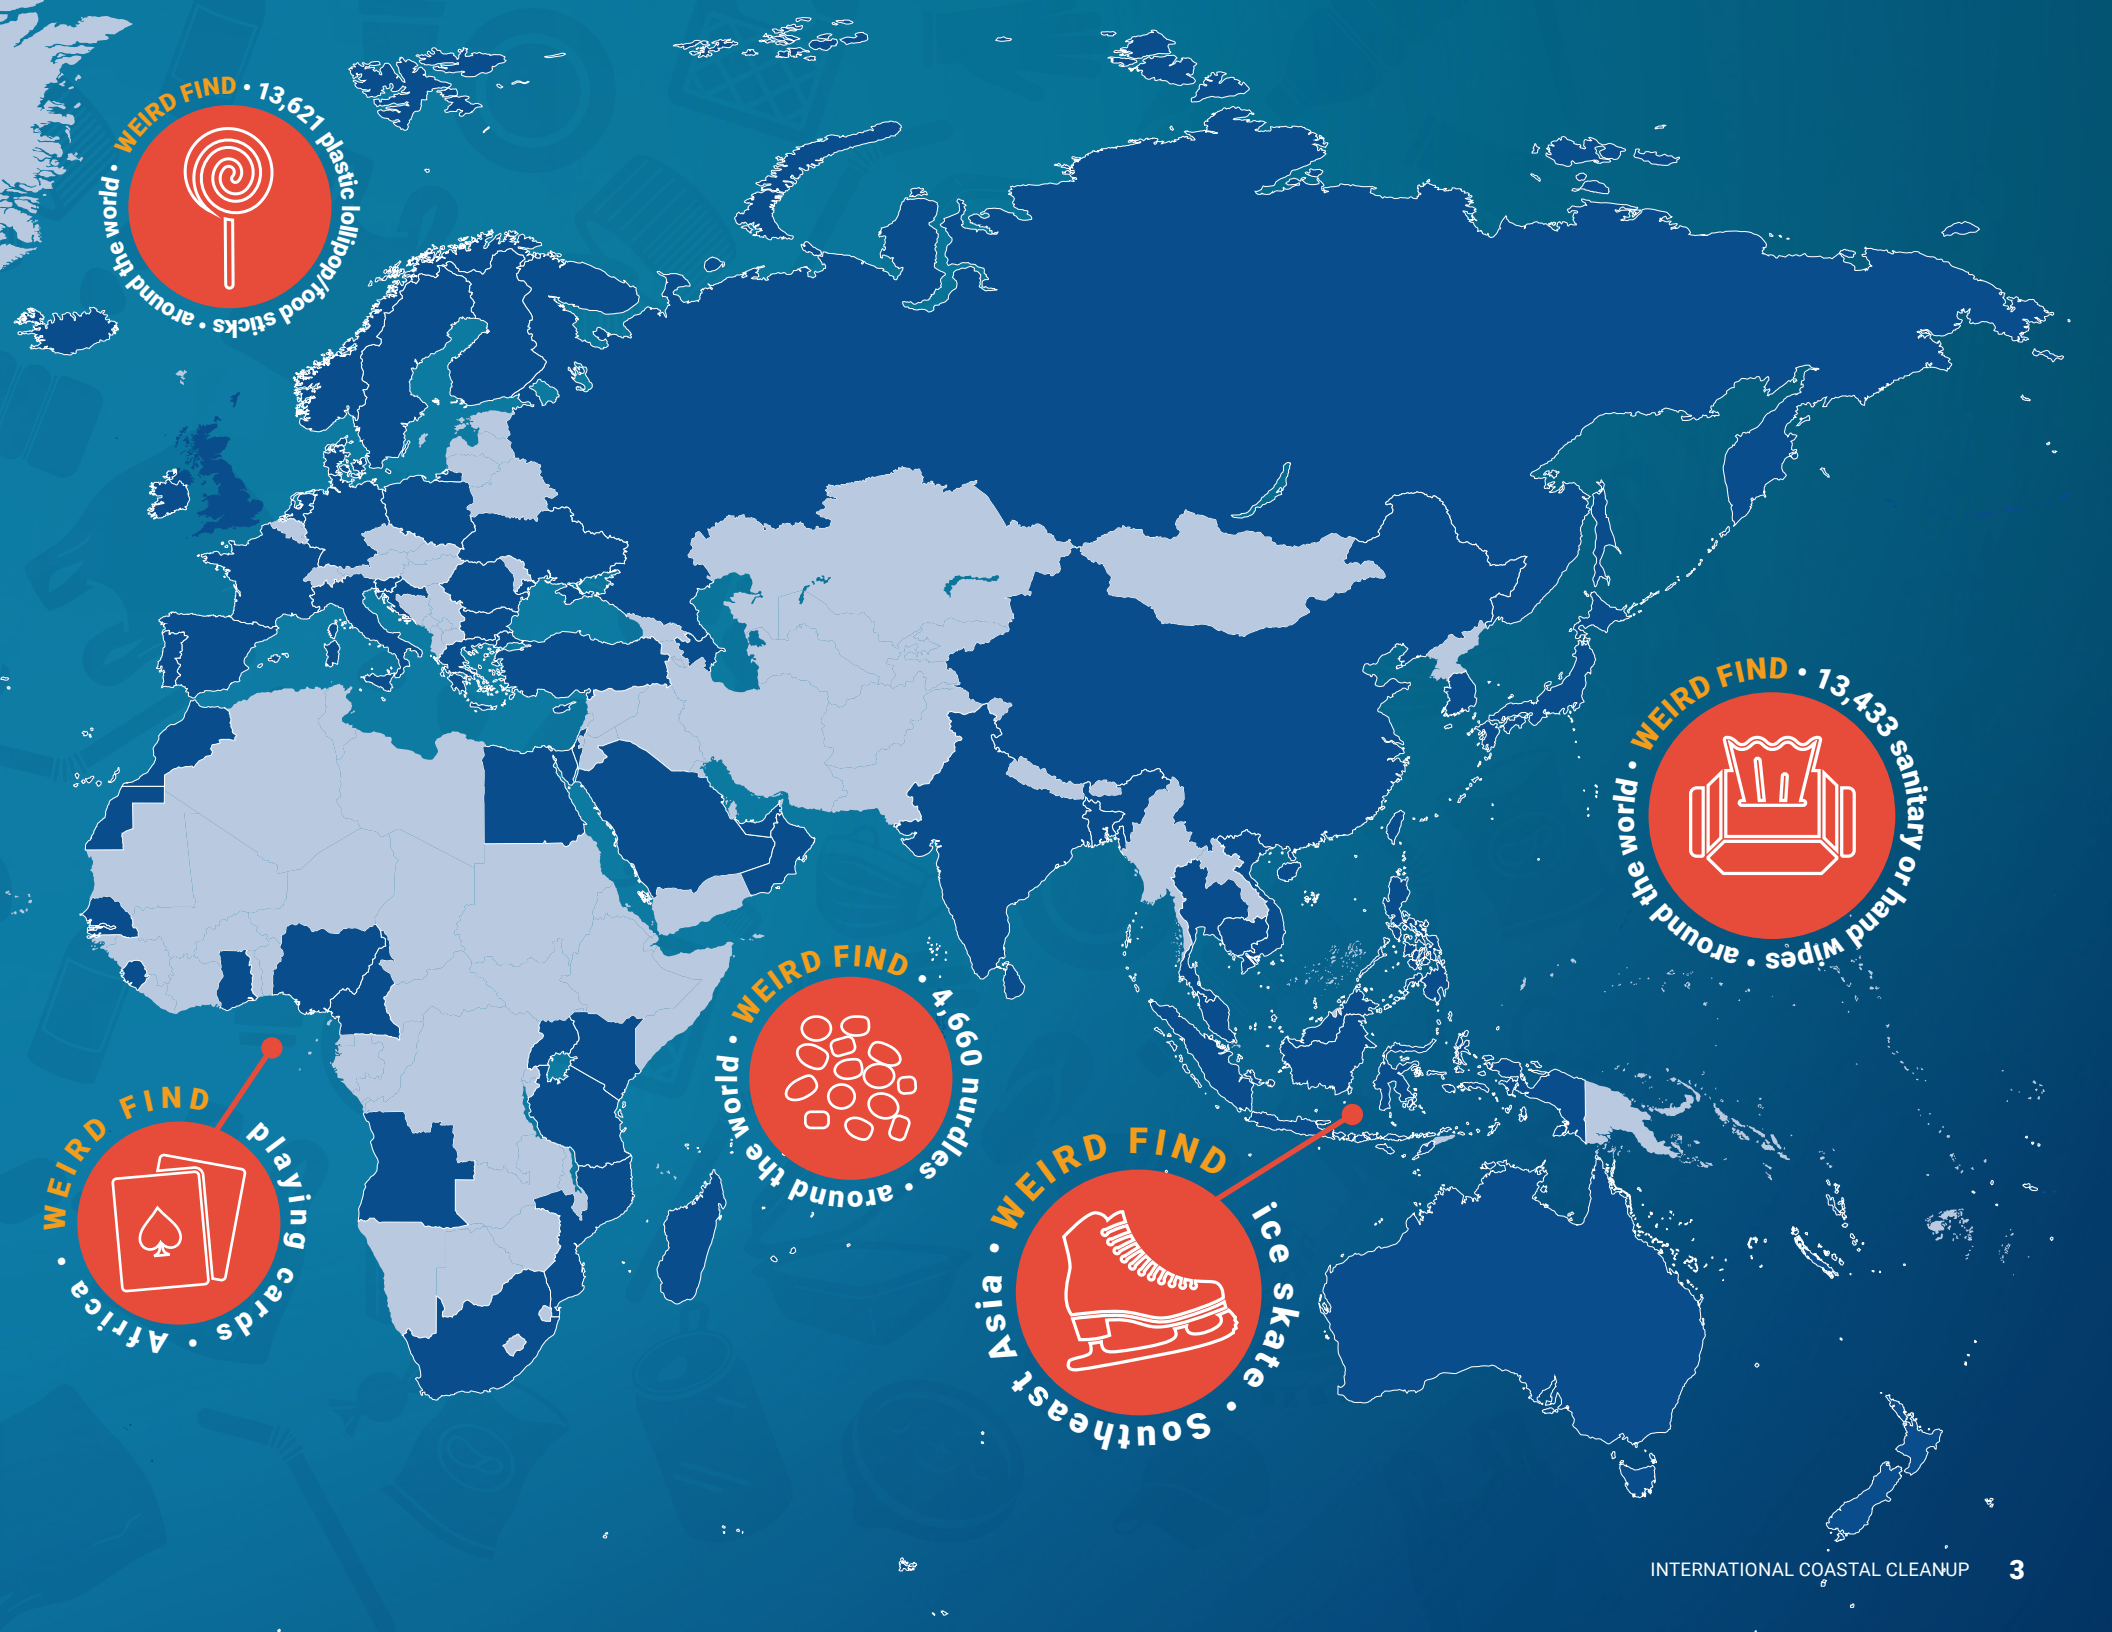 WEIRD FIND • 13,621 plastic lollipop/food sticks • around the world •
WEIRD FIND • 13,433 sanitary or hand wipes • around the world •
WEIRD FIND • 4,660 nurdles • around the world •
WEIRD FIND playing cards • Africa •
WEIRD FIND ice skate • Southeast Asia •
INTERNATIONAL COASTAL CLEANUP 3